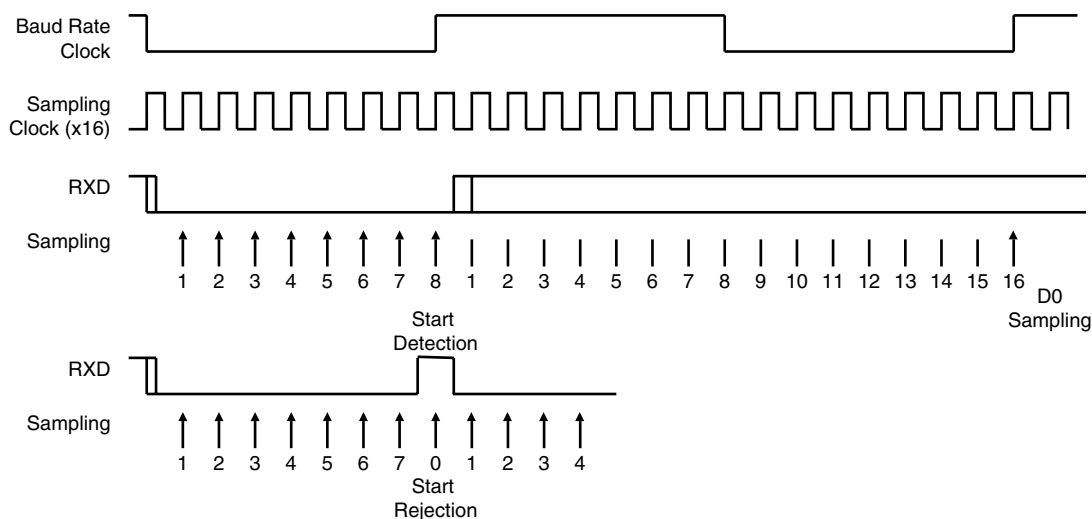 Baud Rate
Clock
Sampling
Clock (x16)
RXD
Sampling
1 2 3 4 5 6 7 8 1 2 3 4 5 6 7 8 9 10 11 12 13 14 15 16
D0
Sampling
Start
Detection
RXD
Sampling
1 2 3 4 5 6 7 0 1 2 3 4
Start
Rejection